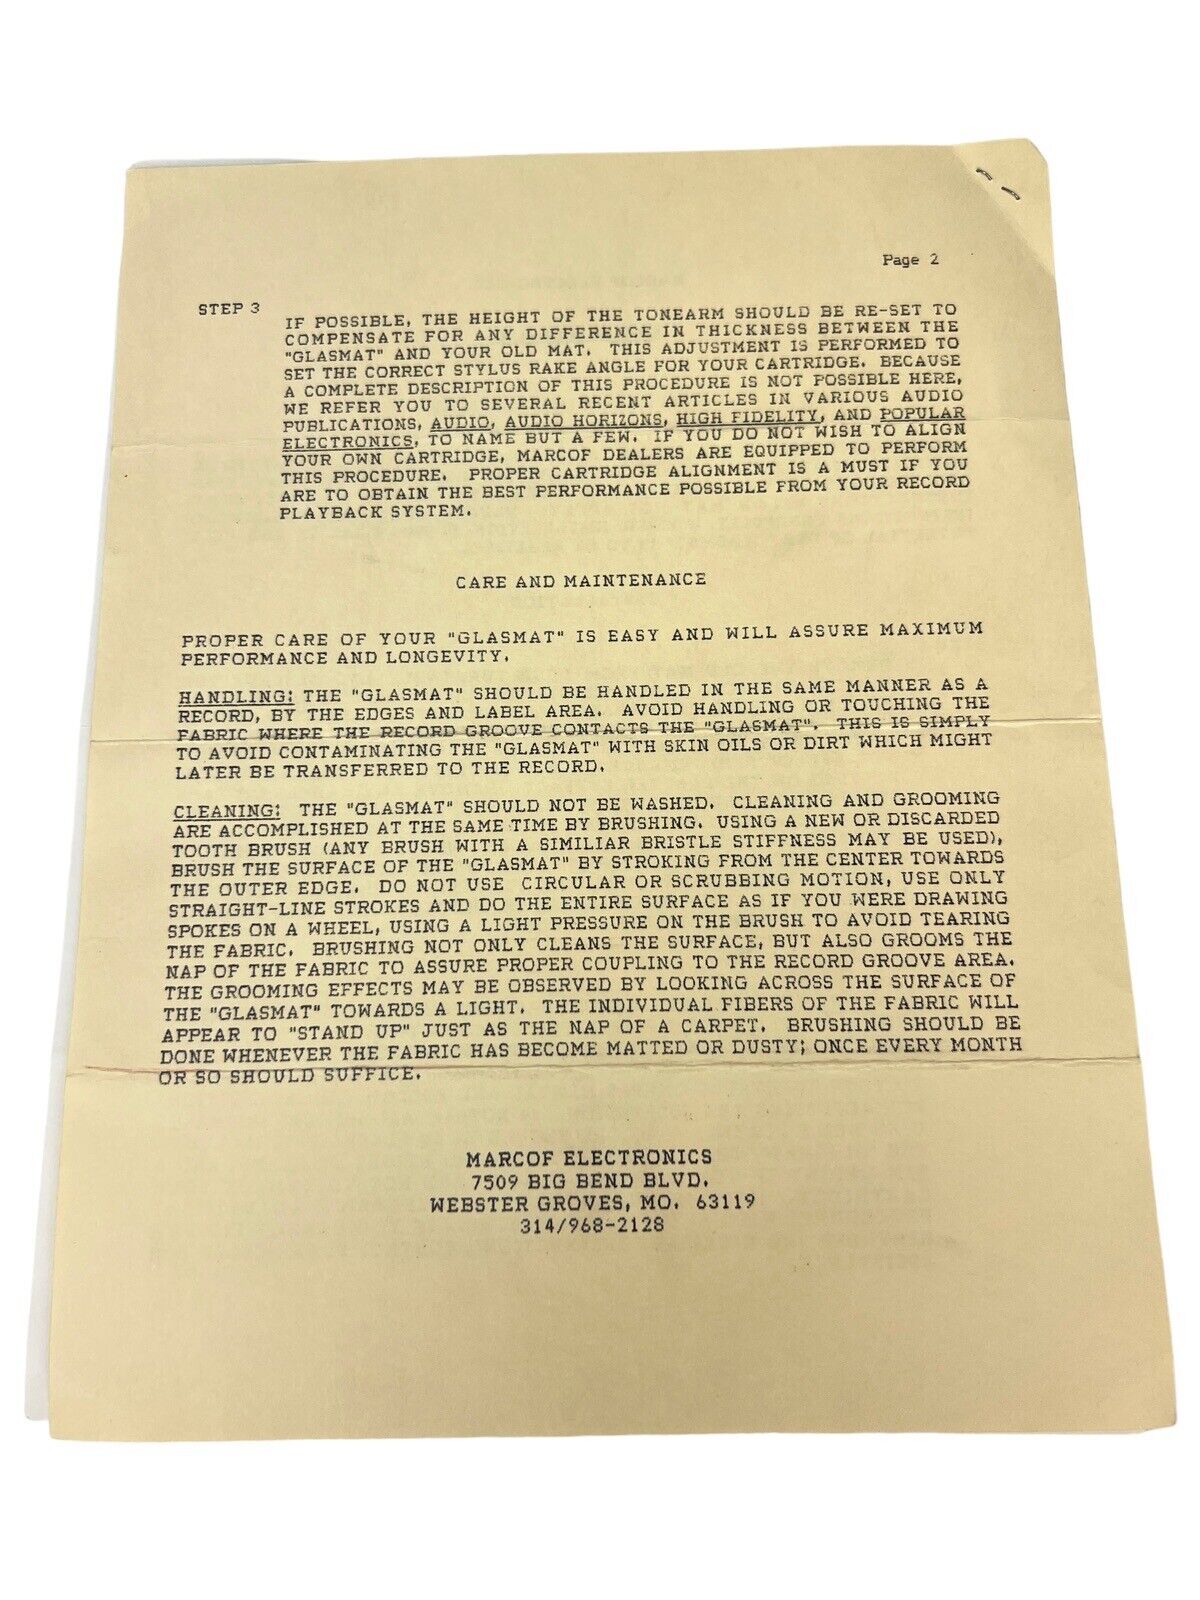 Page 2
STEP 3
IF POSSIBLE, THE HEIGHT OF THE TONEARM SHOULD BE RE-SET TO
COMPENSATE FOR ANY DIFFERENCE IN THICKNESS BETWEEN THE
"GLASMAT" AND YOUR OLD MAT. THIS ADJUSTMENT IS PERFORMED TO
SET THE CORRECT STYLUS RAKE ANGLE FOR YOUR CARTRIDGE. BECAUSE
A COMPLETE DESCRIPTION OF THIS PROCEDURE IS NOT POSSIBLE HERE,
WE REFER YOU TO SEVERAL RECENT ARTICLES IN VARIOUS AUDIO
PUBLICATIONS, AUDIO, AUDIO HORIZONS, HIGH FIDELITY, AND POPULAR
ELECTRONICS, TO NAME BUT A FEW. IF YOU DO NOT WISH TO ALIGN
YOUR OWN CARTRIDGE, MARCOF DEALERS ARE EQUIPPED TO PERFORM
THIS PROCEDURE. PROPER CARTRIDGE ALIGNMENT IS A MUST IF YOU
ARE TO OBTAIN THE BEST PERFORMANCE POSSIBLE FROM YOUR RECORD
PLAYBACK SYSTEM.
CARE AND MAINTENANCE
PROPER CARE OF YOUR "GLASMAT" IS EASY AND WILL ASSURE MAXIMUM
PERFORMANCE AND LONGEVITY.
HANDLING: THE "GLASMAT" SHOULD BE HANDLED IN THE SAME MANNER AS A
RECORD, BY THE EDGES AND LABEL AREA. AVOID HANDLING OR TOUCHING THE
FABRIC WHERE THE RECORD GROOVE CONTACTS THE "GLASMAT". THIS IS SIMPLY
TO AVOID CONTAMINATING THE "GLASMAT" WITH SKIN OILS OR DIRT WHICH MIGHT
LATER BE TRANSFERRED TO THE RECORD.
CLEANING: THE "GLASMAT" SHOULD NOT BE WASHED. CLEANING AND GROOMING
ARE ACCOMPLISHED AT THE SAME TIME BY BRUSHING. USING A NEW OR DISCARDED
TOOTH BRUSH (ANY BRUSH WITH A SIMILIAR BRISTLE STIFFNESS MAY BE USED),
BRUSH THE SURFACE OF THE "GLASMAT" BY STROKING FROM THE CENTER TOWARDS
THE OUTER EDGE. DO NOT USE CIRCULAR OR SCRUBBING MOTION, USE ONLY
STRAIGHT-LINE STROKES AND DO THE ENTIRE SURFACE AS IF YOU WERE DRAWING
SPOKES ON A WHEEL, USING A LIGHT PRESSURE ON THE BRUSH TO AVOID TEARING
THE FABRIC. BRUSHING NOT ONLY CLEANS THE SURFACE, BUT ALSO GROOMS THE
NAP OF THE FABRIC TO ASSURE PROPER COUPLING TO THE RECORD GROOVE AREA.
THE GROOMING EFFECTS MAY BE OBSERVED BY LOOKING ACROSS THE SURFACE OF
THE "GLASMAT" TOWARDS A LIGHT. THE INDIVIDUAL FIBERS OF THE FABRIC WILL
APPEAR TO "STAND UP" JUST AS THE NAP OF A CARPET. BRUSHING SHOULD BE
DONE WHENEVER THE FABRIC HAS BECOME MATTED OR DUSTY; ONCE EVERY MONTH
OR SO SHOULD SUFFICE.
MARCOF ELECTRONICS
7509 BIG BEND BLVD.
WEBSTER GROVES, MO. 63119
314/968-2128